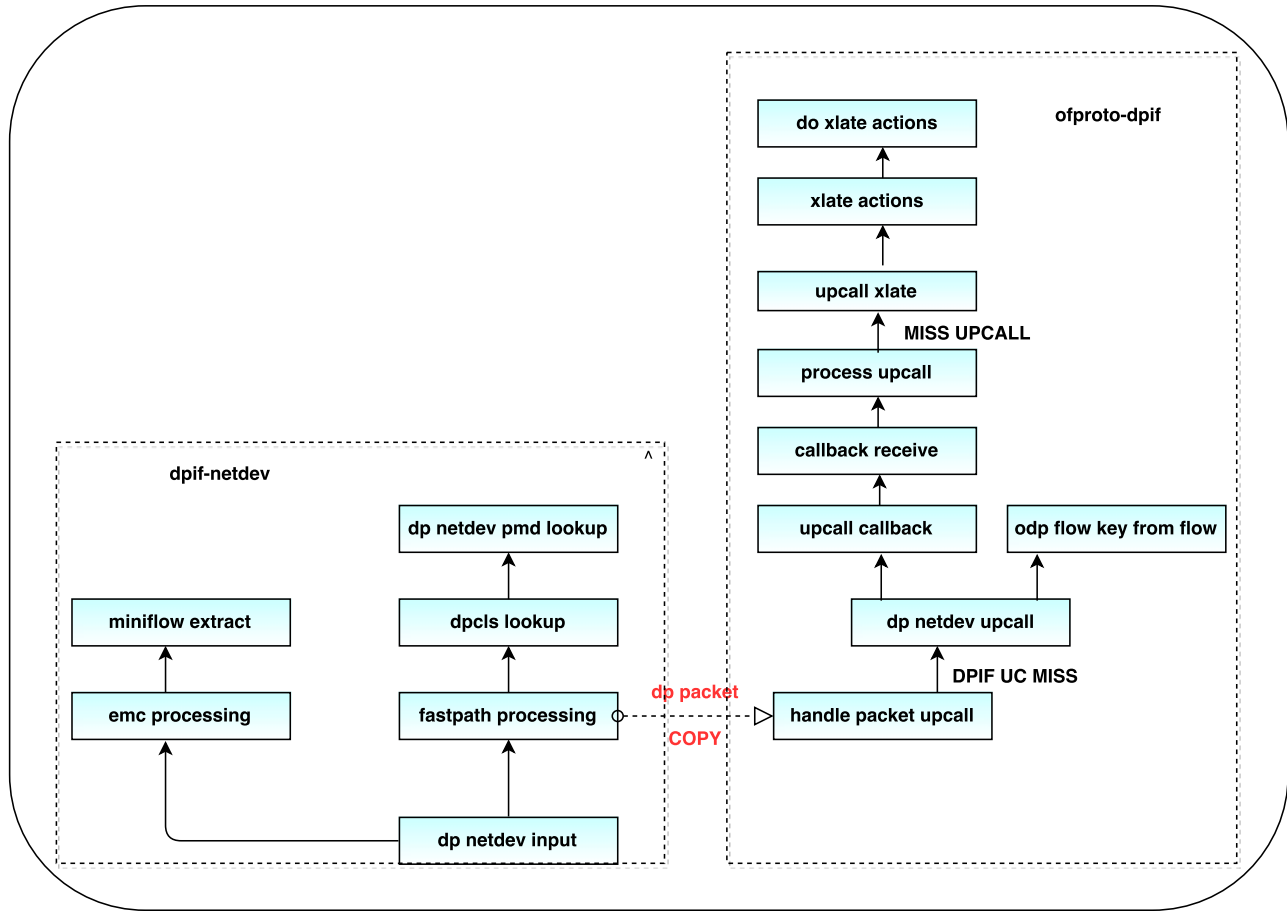 ofproto-dpif
do xlate actions
xlate actions
upcall xlate
MISS UPCALL
process upcall
callback receive
upcall callback
odp flow key from flow
dp netdev upcall
DPIF UC MISS
handle packet upcall
dpif-netdev
^
dp netdev pmd lookup
miniflow extract
dpcls lookup
emc processing
fastpath processing
dp packet
COPY
dp netdev input